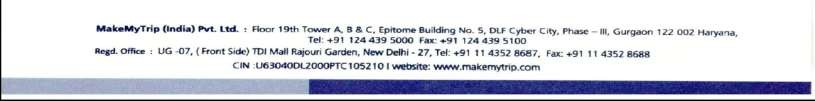 MakeMyTrip (India) Pvt. Ltd. : Floor 19th Tower A, B & C, Epitome Building No. 5, DLF Cyber City, Phase – III, Gurgaon 122 002 Haryana,
Tel: +91 124 439 5000 Fax: +91 124 439 5100
Regd. Office : UG -07, ( Front Side) TDI Mall Rajouri Garden, New Delhi - 27, Tel: +91 11 4352 8687, Fax: +91 11 4352 8688
CIN :U63040DL2000PTC105210 I website: www.makemytrip.com